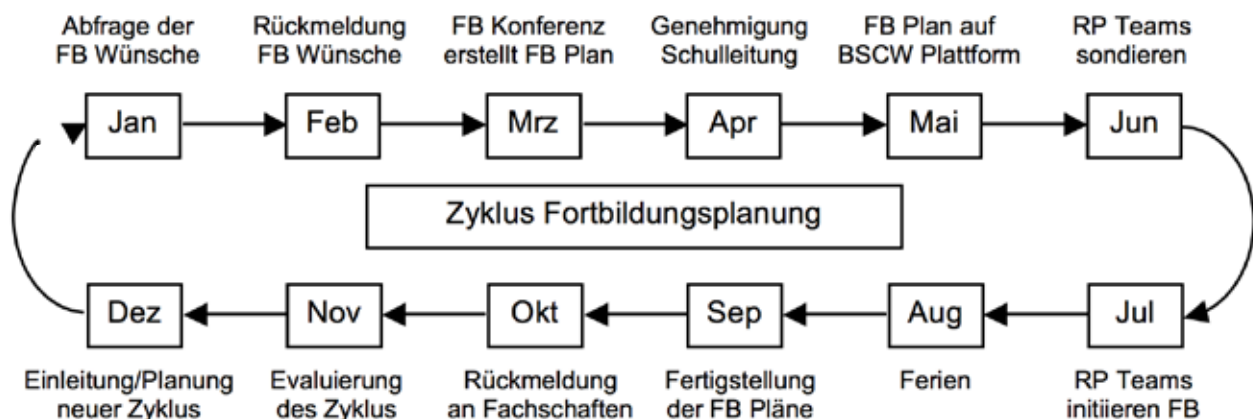 Abfrage der
FB Wünsche
Rückmeldung
FB Wünsche
FB Konferenz
erstellt FB Plan
Genehmigung
Schulleitung
FB Plan auf
BSCW Plattform
RP Teams
sondieren
Jan
Feb
Mrz
Apr
Mai
Jun
Zyklus Fortbildungsplanung
Dez
Nov
Okt
Sep
Aug
Jul
Einleitung/Planung
neuer Zyklus
Evaluierung
des Zyklus
Rückmeldung
an Fachschaften
Fertigstellung
der FB Pläne
Ferien
RP Teams
initiieren FB